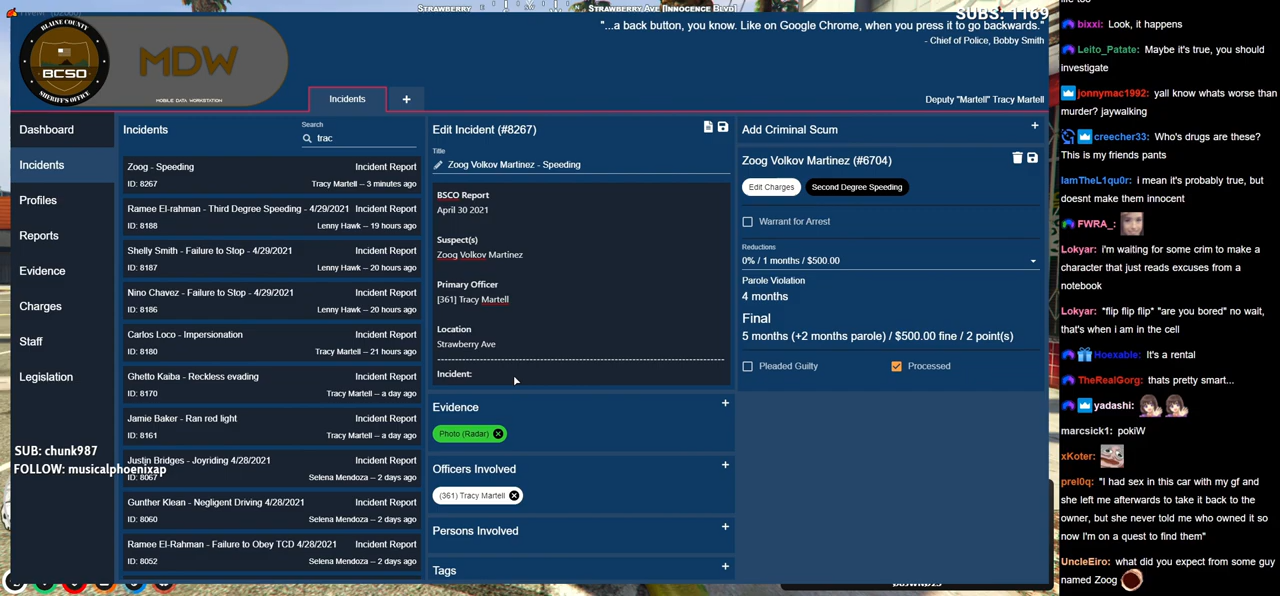 STRAWBERRY
STRAWBERRY AVE [INNOCENCE BLVD]
SUBS: 1169
BLAINE COUNTY
BCSO
SHERIFF'S OFFICE
MDW
MOBILE DATA WORKSTATION
"...a back button, you know. Like on Google Chrome, when you press it to go backwards."
- Chief of Police, Bobby Smith
Incidents
+
Deputy "Martell" Tracy Martell
Dashboard
Incidents
Profiles
Reports
Evidence
Charges
Staff
Legislation
SUB: chunk987
FOLLOW: musicalphoenixap
Incidents
Search
trac
Zoog - Speeding Incident Report
ID: 8267 Tracy Martell -- 3 minutes ago
Ramee El-rahman - Third Degree Speeding - 4/29/2021 Incident Report
ID: 8188 Lenny Hawk -- 19 hours ago
Shelly Smith - Failure to Stop - 4/29/2021 Incident Report
ID: 8187 Lenny Hawk -- 20 hours ago
Nino Chavez - Failure to Stop - 4/29/2021 Incident Report
ID: 8186 Lenny Hawk -- 20 hours ago
Carlos Loco - Impersonation Incident Report
ID: 8180 Tracy Martell -- 21 hours ago
Ghetto Kaiba - Reckless evading Incident Report
ID: 8170 Tracy Martell -- a day ago
Jamie Baker - Ran red light Incident Report
ID: 8161 Tracy Martell -- a day ago
Justin Bridges - Joyriding 4/28/2021 Incident Report
ID: 8067 Selena Mendoza -- 2 days ago
Gunther Klean - Negligent Driving 4/28/2021 Incident Report
ID: 8060 Selena Mendoza -- 2 days ago
Ramee El-Rahman - Failure to Obey TCD 4/28/2021 Incident Report
ID: 8052 Selena Mendoza -- 2 days ago
Edit Incident (#8267)
Title
Zoog Volkov Martinez - Speeding
BSCO Report
April 30 2021
Suspect(s)
Zoog Volkov Martinez
Primary Officer
[361] Tracy Martell
Location
Strawberry Ave
Incident:
Evidence +
Photo (Radar)
Officers Involved +
(361) Tracy Martell
Persons Involved +
Tags +
Add Criminal Scum +
Zoog Volkov Martinez (#6704)
Edit Charges Second Degree Speeding
Warrant for Arrest
Reductions
0% / 1 months / $500.00
Parole Violation
4 months
Final
5 months (+2 months parole) / $500.00 fine / 2 point(s)
Pleaded Guilty Processed
bixxi: Look, it happens
Leito_Patate: Maybe it's true, you should
investigate
jonnymac1992: yall know whats worse than
murder? jaywalking
creecher33: Who's drugs are these?
This is my friends pants
IamTheL1qu0r: i mean it's probably true, but
doesnt make them innocent
FWRA_:
Lokyar: i'm waiting for some crim to make a
character that just reads excuses from a
notebook
Lokyar: *flip flip flip* "are you bored" no wait,
that's when i am in the cell
Hoexable: It's a rental
TheRealGorg: thats pretty smart...
yadashi:
marcsick1: pokiW
xKoter:
prel0q: "I had sex in this car with my gf and
she left me afterwards to take it back to the
owner, but she never told me who owned it so
now I'm on a quest to find them"
UncleEiro: what did you expect from some guy
named Zoog